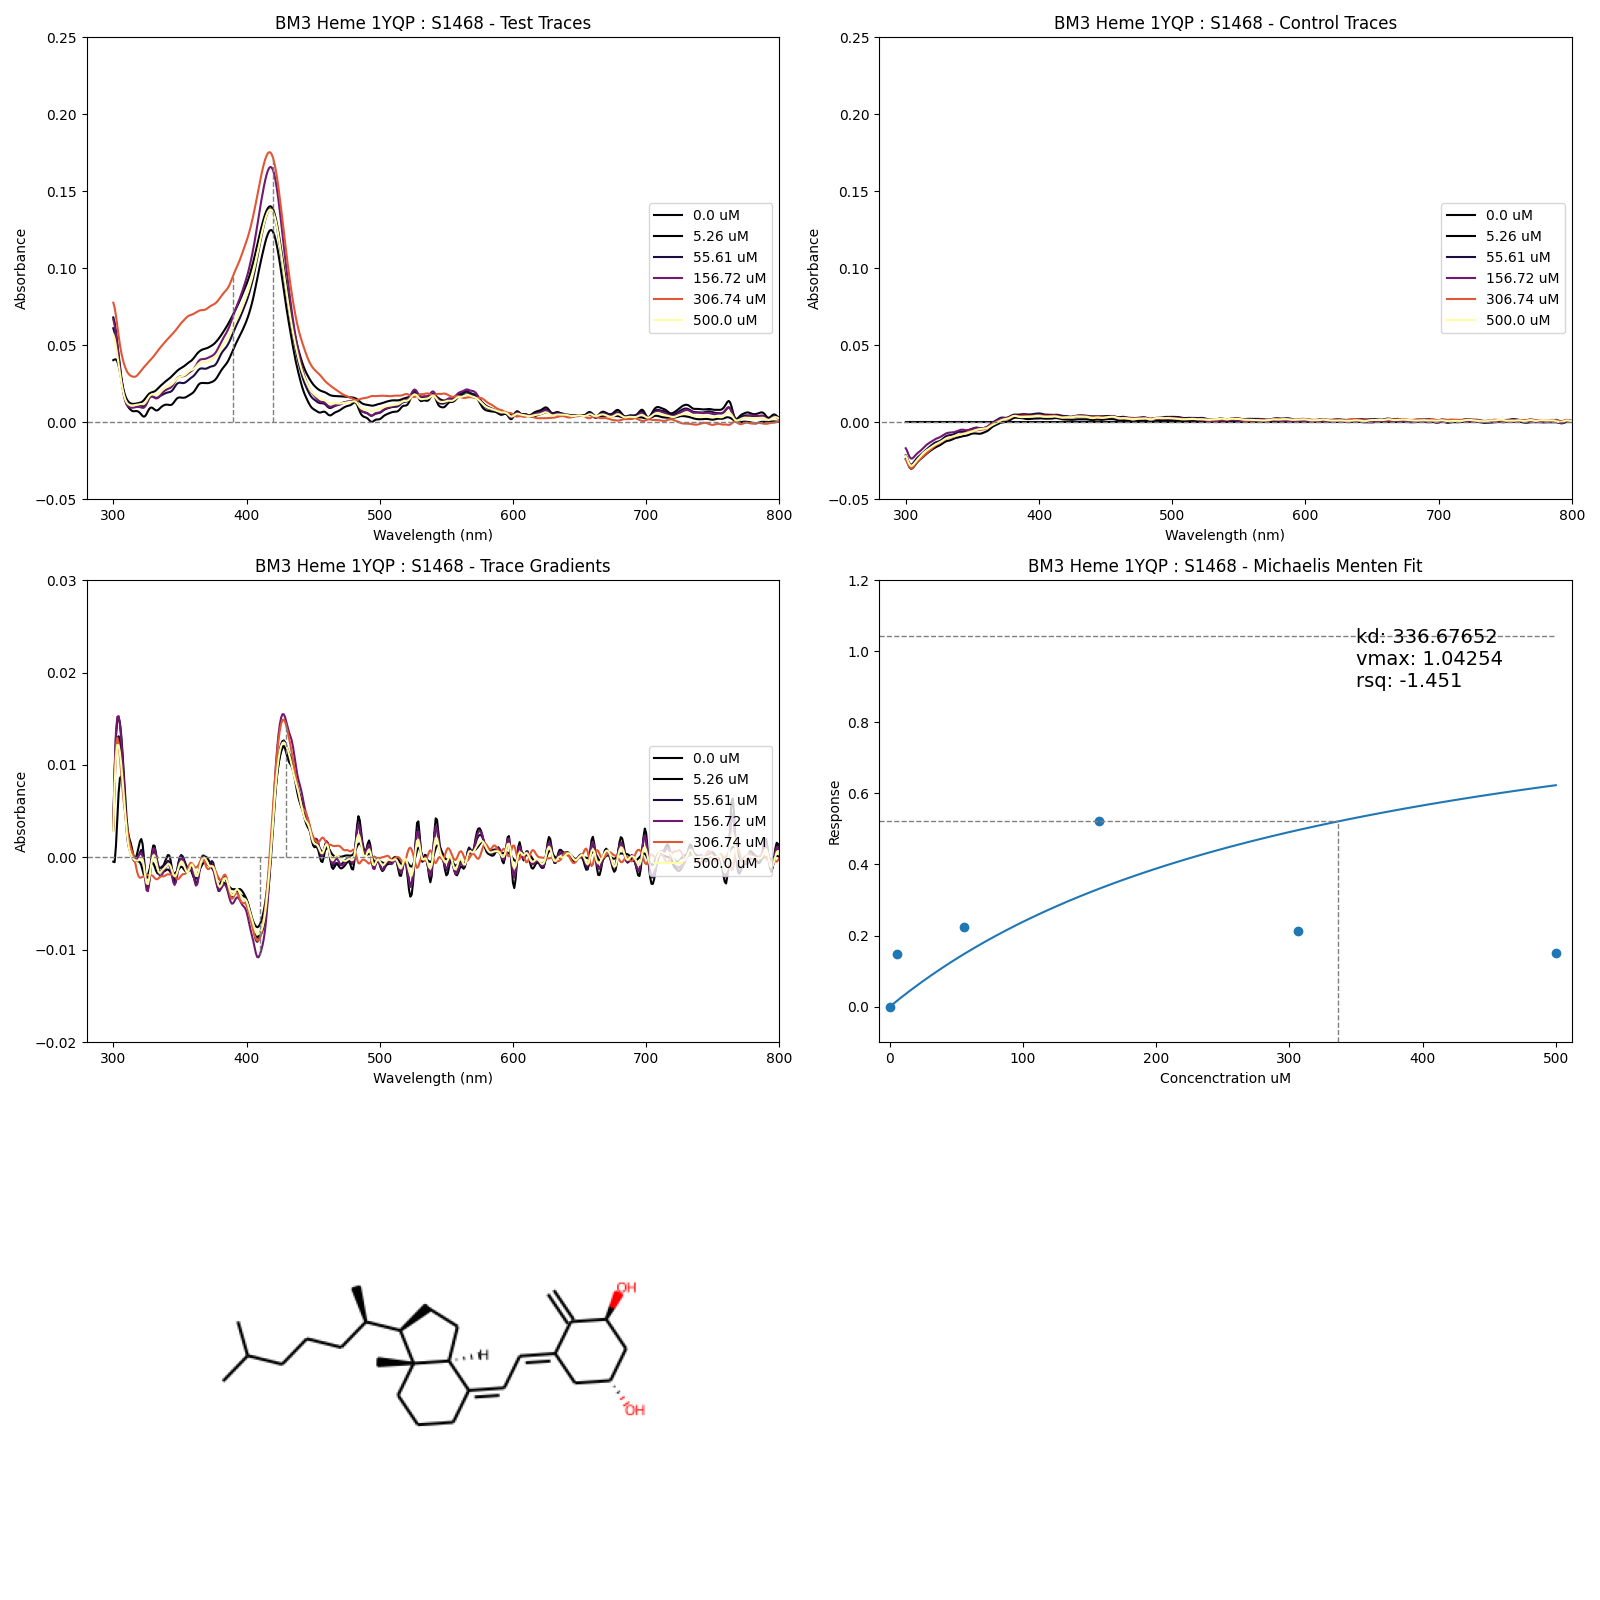 BM3 Heme 1YQP : S1468 - Test Traces
0.25
0.20
0.15
0.10
0.05
0.00
−0.05
Absorbance
300
400
500
600
700
800
Wavelength (nm)
0.0 uM
5.26 uM
55.61 uM
156.72 uM
306.74 uM
500.0 uM
BM3 Heme 1YQP : S1468 - Control Traces
0.25
0.20
0.15
0.10
0.05
0.00
−0.05
Absorbance
300
400
500
600
700
800
Wavelength (nm)
0.0 uM
5.26 uM
55.61 uM
156.72 uM
306.74 uM
500.0 uM
BM3 Heme 1YQP : S1468 - Trace Gradients
0.03
0.02
0.01
0.00
−0.01
−0.02
Absorbance
300
400
500
600
700
800
Wavelength (nm)
0.0 uM
5.26 uM
55.61 uM
156.72 uM
306.74 uM
500.0 uM
BM3 Heme 1YQP : S1468 - Michaelis Menten Fit
1.2
1.0
0.8
0.6
0.4
0.2
0.0
Response
0
100
200
300
400
500
Concenctration uM
kd: 336.67652
vmax: 1.04254
rsq: -1.451
OH
H
OH